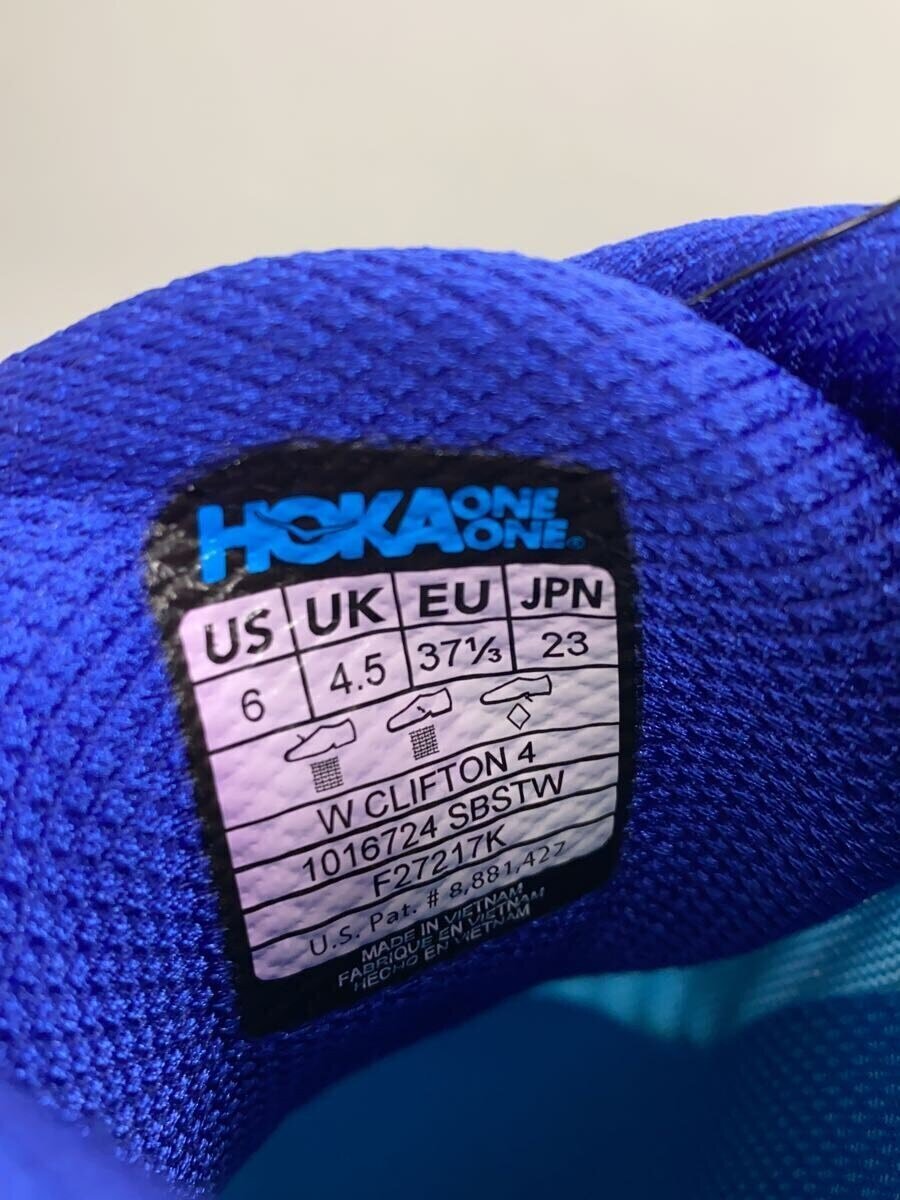 HOKA ONE ONE®
US UK EU JPN
6 4.5 37⅓ 23
W CLIFTON 4
1016724 SBSTW
F27217K
U.S. Pat. # 8,881,427
MADE IN VIETNAM
FABRIQUE EN VIETNAM
HECHO EN VIETNAM